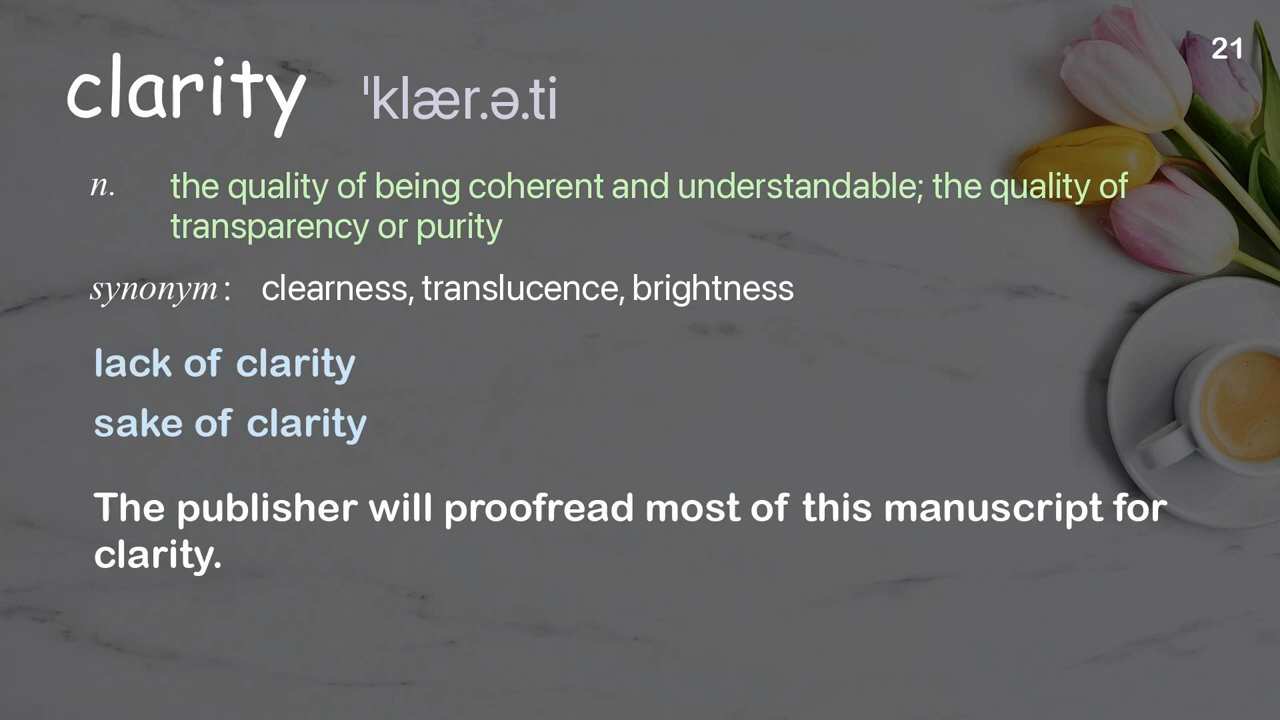 21
clarity ˈklær.ə.ti
n. the quality of being coherent and understandable; the quality of
transparency or purity
synonym: clearness, translucence, brightness
lack of clarity
sake of clarity
The publisher will proofread most of this manuscript for
clarity.